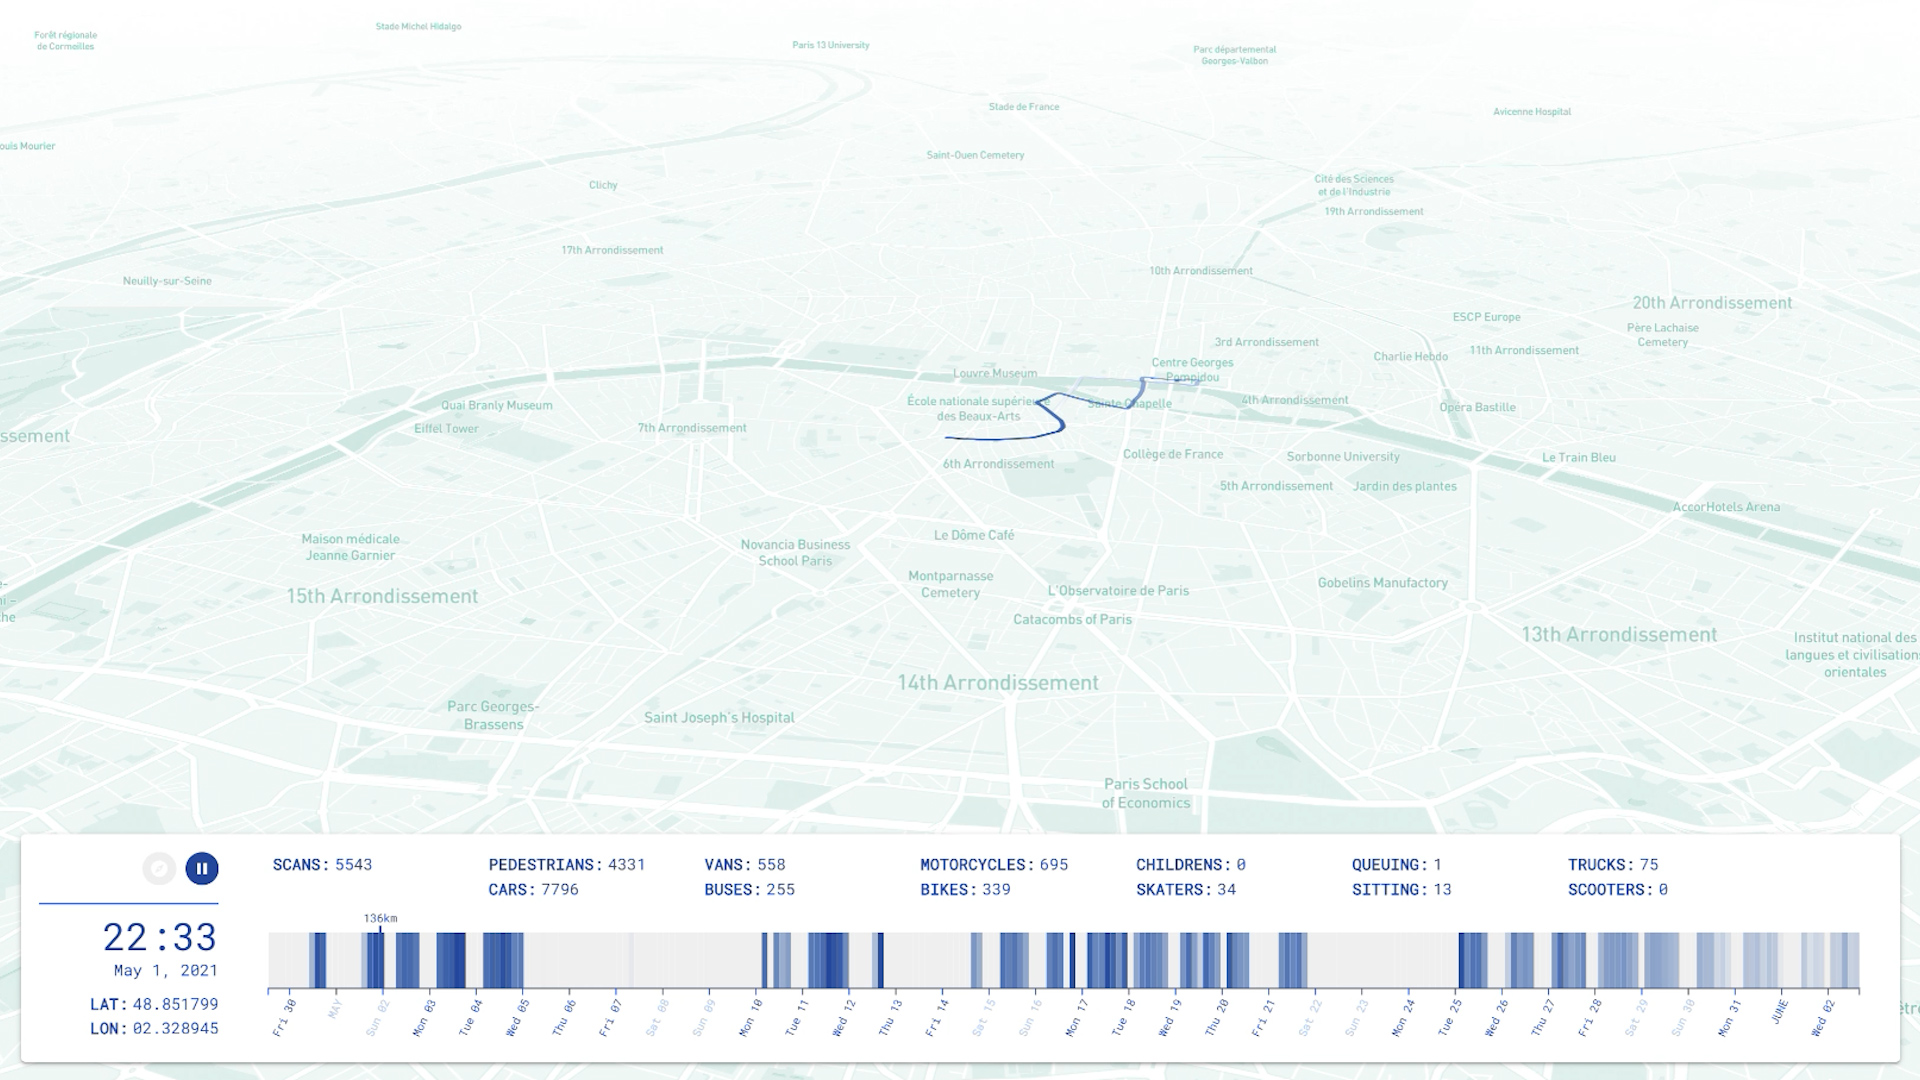 Forêt régionale
de Cormeilles
Stade Michel Hidalgo
Paris 13 University
Parc départemental
Georges-Valbon
Stade de France
Avicenne Hospital
ouis Mourier
Saint-Ouen Cemetery
Clichy
Cité des Sciences
et de l'Industrie
19th Arrondissement
17th Arrondissement
10th Arrondissement
Neuilly-sur-Seine
20th Arrondissement
ESCP Europe
Père Lachaise
Cemetery
3rd Arrondissement
11th Arrondissement
Charlie Hebdo
Centre Georges
Pompidou
Louvre Museum
École nationale supérieure
des Beaux-Arts
Sainte Chapelle
4th Arrondissement
Opéra Bastille
Quai Branly Museum
Eiffel Tower
7th Arrondissement
ssement
6th Arrondissement
Collège de France
Sorbonne University
Le Train Bleu
5th Arrondissement
Jardin des plantes
AccorHotels Arena
Maison médicale
Jeanne Garnier
Novancia Business
School Paris
Le Dôme Café
Montparnasse
Cemetery
L'Observatoire de Paris
Gobelins Manufactory
Catacombs of Paris
15th Arrondissement
13th Arrondissement
Institut national des
langues et civilisations
orientales
14th Arrondissement
Parc Georges-
Brassens
Saint Joseph's Hospital
Paris School
of Economics
SCANS: 5543
PEDESTRIANS: 4331
CARS: 7796
VANS: 558
BUSES: 255
MOTORCYCLES: 695
BIKES: 339
CHILDRENS: 0
SKATERS: 34
QUEUING: 1
SITTING: 13
TRUCKS: 75
SCOOTERS: 0
22:33
May 1, 2021
LAT: 48.851799
LON: 02.328945
136km
Fri 30
MAY
Sun 02
Mon 03
Tue 04
Wed 05
Thu 06
Fri 07
Sat 08
Sun 09
Mon 10
Tue 11
Wed 12
Thu 13
Fri 14
Sat 15
Sun 16
Mon 17
Tue 18
Wed 19
Thu 20
Fri 21
Sat 22
Sun 23
Mon 24
Tue 25
Wed 26
Thu 27
Fri 28
Sat 29
Sun 30
Mon 31
JUNE
Wed 02